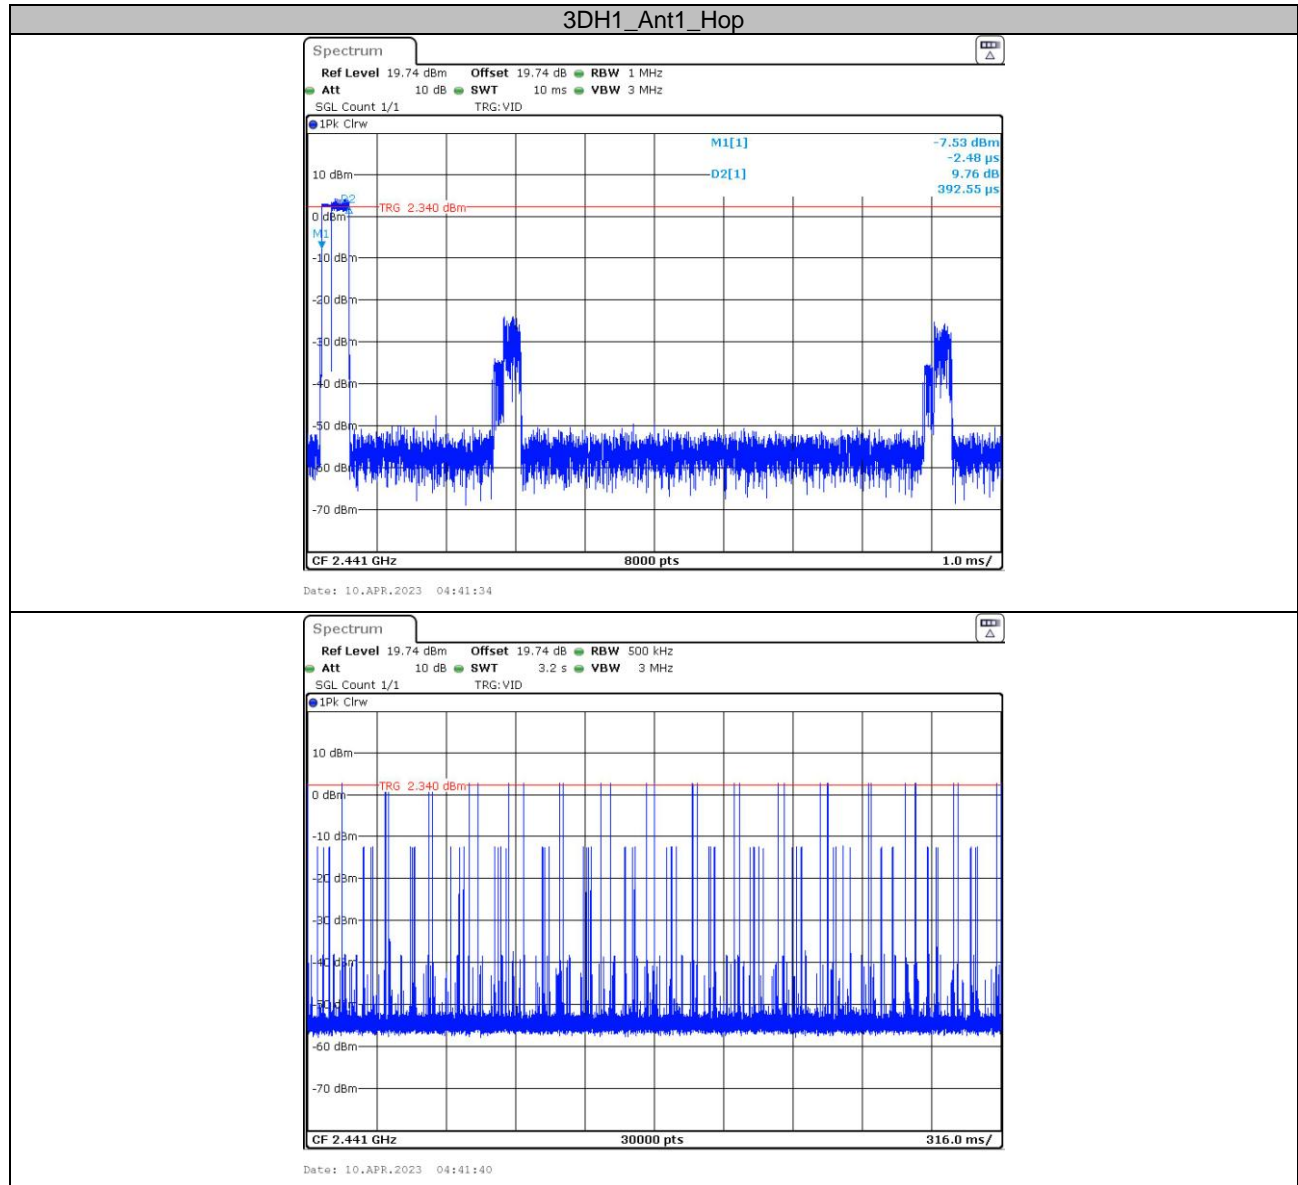 3DH1_Ant1_Hop
Spectrum
Ref Level 19.74 dBm Offset 19.74 dB RBW 1 MHz
Att 10 dB SWT 10 ms VBW 3 MHz
SGL Count 1/1 TRG:VID
1Pk Clrw
M1[1] -7.53 dBm
-2.48 µs
10 dBm D2[1] 9.76 dB
392.55 µs
D2
TRG 2.340 dBm
0 dBm
M1
-10 dBm
-20 dBm
-30 dBm
-40 dBm
-50 dBm
-60 dBm
-70 dBm
CF 2.441 GHz 8000 pts 1.0 ms/
Date: 10.APR.2023 04:41:34
Spectrum
Ref Level 19.74 dBm Offset 19.74 dB RBW 500 kHz
Att 10 dB SWT 3.2 s VBW 3 MHz
SGL Count 1/1 TRG:VID
1Pk Clrw
10 dBm
TRG 2.340 dBm
0 dBm
-10 dBm
-20 dBm
-30 dBm
-40 dBm
-50 dBm
-60 dBm
-70 dBm
CF 2.441 GHz 30000 pts 316.0 ms/
Date: 10.APR.2023 04:41:40